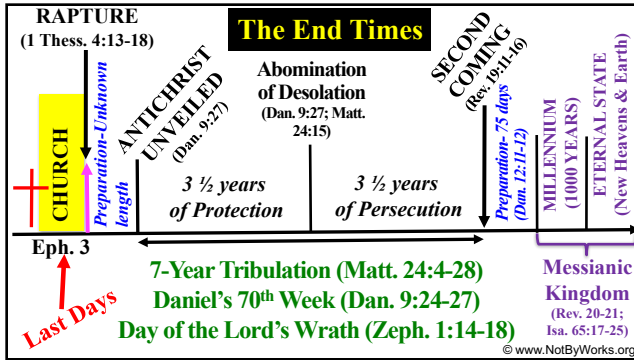 RAPTURE
(1 Thess. 4:13-18)
The End Times
CHURCH
Preparation-Unknown
length
ANTICHRIST
UNVEILED
(Dan. 9:27)
Abomination
of Desolation
(Dan. 9:27; Matt.
24:15)
SECOND
COMING
(Rev. 19:11-16)
Preparation- 75 days
(Dan. 12:11-12)
MILLENNIUM
(1000 YEARS)
ETERNAL STATE
(New Heavens & Earth)
3 ½ years
of Protection
3 ½ years
of Persecution
Eph. 3
Last Days
7-Year Tribulation (Matt. 24:4-28)
Daniel's 70th Week (Dan. 9:24-27)
Day of the Lord's Wrath (Zeph. 1:14-18)
Messianic
Kingdom
(Rev. 20-21;
Isa. 65:17-25)
© www.NotByWorks.org